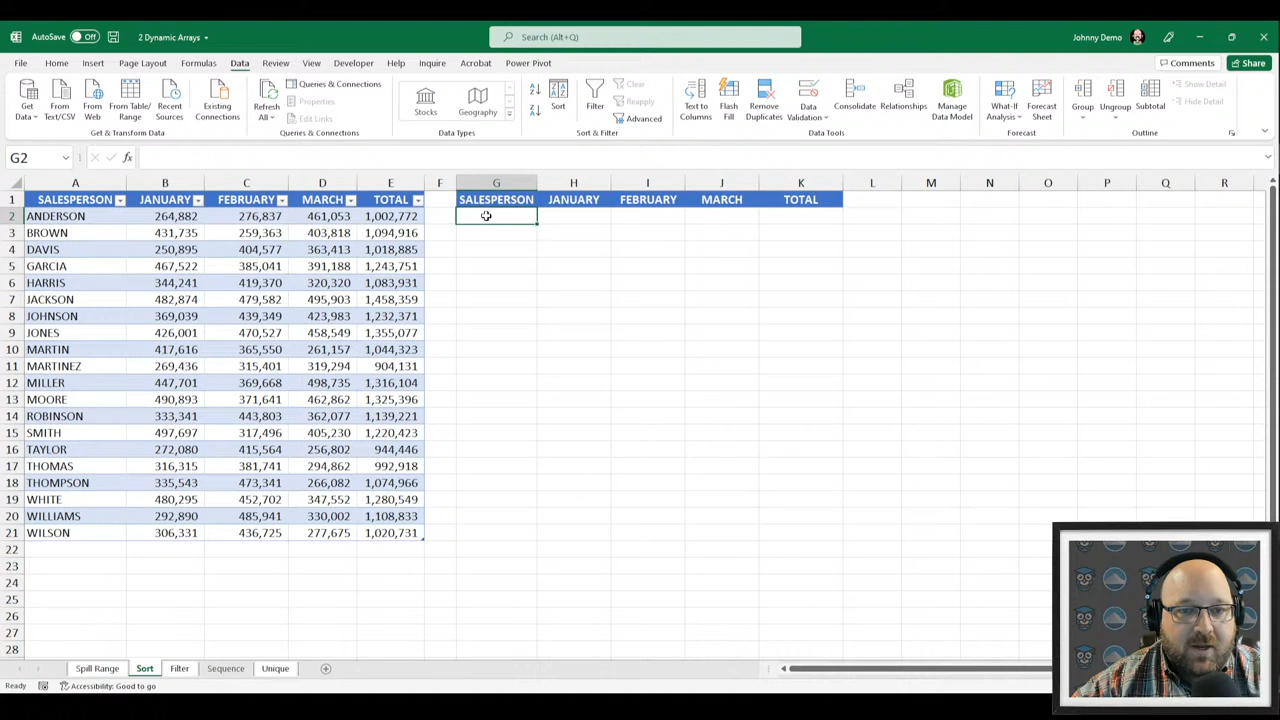 AutoSave Off 2 Dynamic Arrays Search (Alt+Q) Johnny Demo
File Home Insert Page Layout Formulas Data Review View Developer Help Inquire Acrobat Power Pivot Comments Share
Get Data From Text/CSV From Web From Table/Range Recent Sources Existing Connections Refresh All Queries & Connections Properties Edit Links Stocks Geography Sort Filter Clear Reapply Advanced Text to Columns Flash Fill Remove Duplicates Data Validation Consolidate Relationships Manage Data Model What-If Analysis Forecast Sheet Group Ungroup Subtotal Show Detail Hide Detail
Get & Transform Data Queries & Connections Data Types Sort & Filter Data Tools Forecast Outline
G2 fx
A B C D E F G H I J K L M N O P Q R
1 SALESPERSON JANUARY FEBRUARY MARCH TOTAL SALESPERSON JANUARY FEBRUARY MARCH TOTAL
2 ANDERSON 264,882 276,837 461,053 1,002,772
3 BROWN 431,735 259,363 403,818 1,094,916
4 DAVIS 250,895 404,577 363,413 1,018,885
5 GARCIA 467,522 385,041 391,188 1,243,751
6 HARRIS 344,241 419,370 320,320 1,083,931
7 JACKSON 482,874 479,582 495,903 1,458,359
8 JOHNSON 369,039 439,349 423,983 1,232,371
9 JONES 426,001 470,527 458,549 1,355,077
10 MARTIN 417,616 365,550 261,157 1,044,323
11 MARTINEZ 269,436 315,401 319,294 904,131
12 MILLER 447,701 369,668 498,735 1,316,104
13 MOORE 490,893 371,641 462,862 1,325,396
14 ROBINSON 333,341 443,803 362,077 1,139,221
15 SMITH 497,697 317,496 405,230 1,220,423
16 TAYLOR 272,080 415,564 256,802 944,446
17 THOMAS 316,315 381,741 294,862 992,918
18 THOMPSON 335,543 473,341 266,082 1,074,966
19 WHITE 480,295 452,702 347,552 1,280,549
20 WILLIAMS 292,890 485,941 330,002 1,108,833
21 WILSON 306,331 436,725 277,675 1,020,731
22
23
24
25
26
27
28
Spill Range Sort Filter Sequence Unique
Ready Accessibility: Good to go